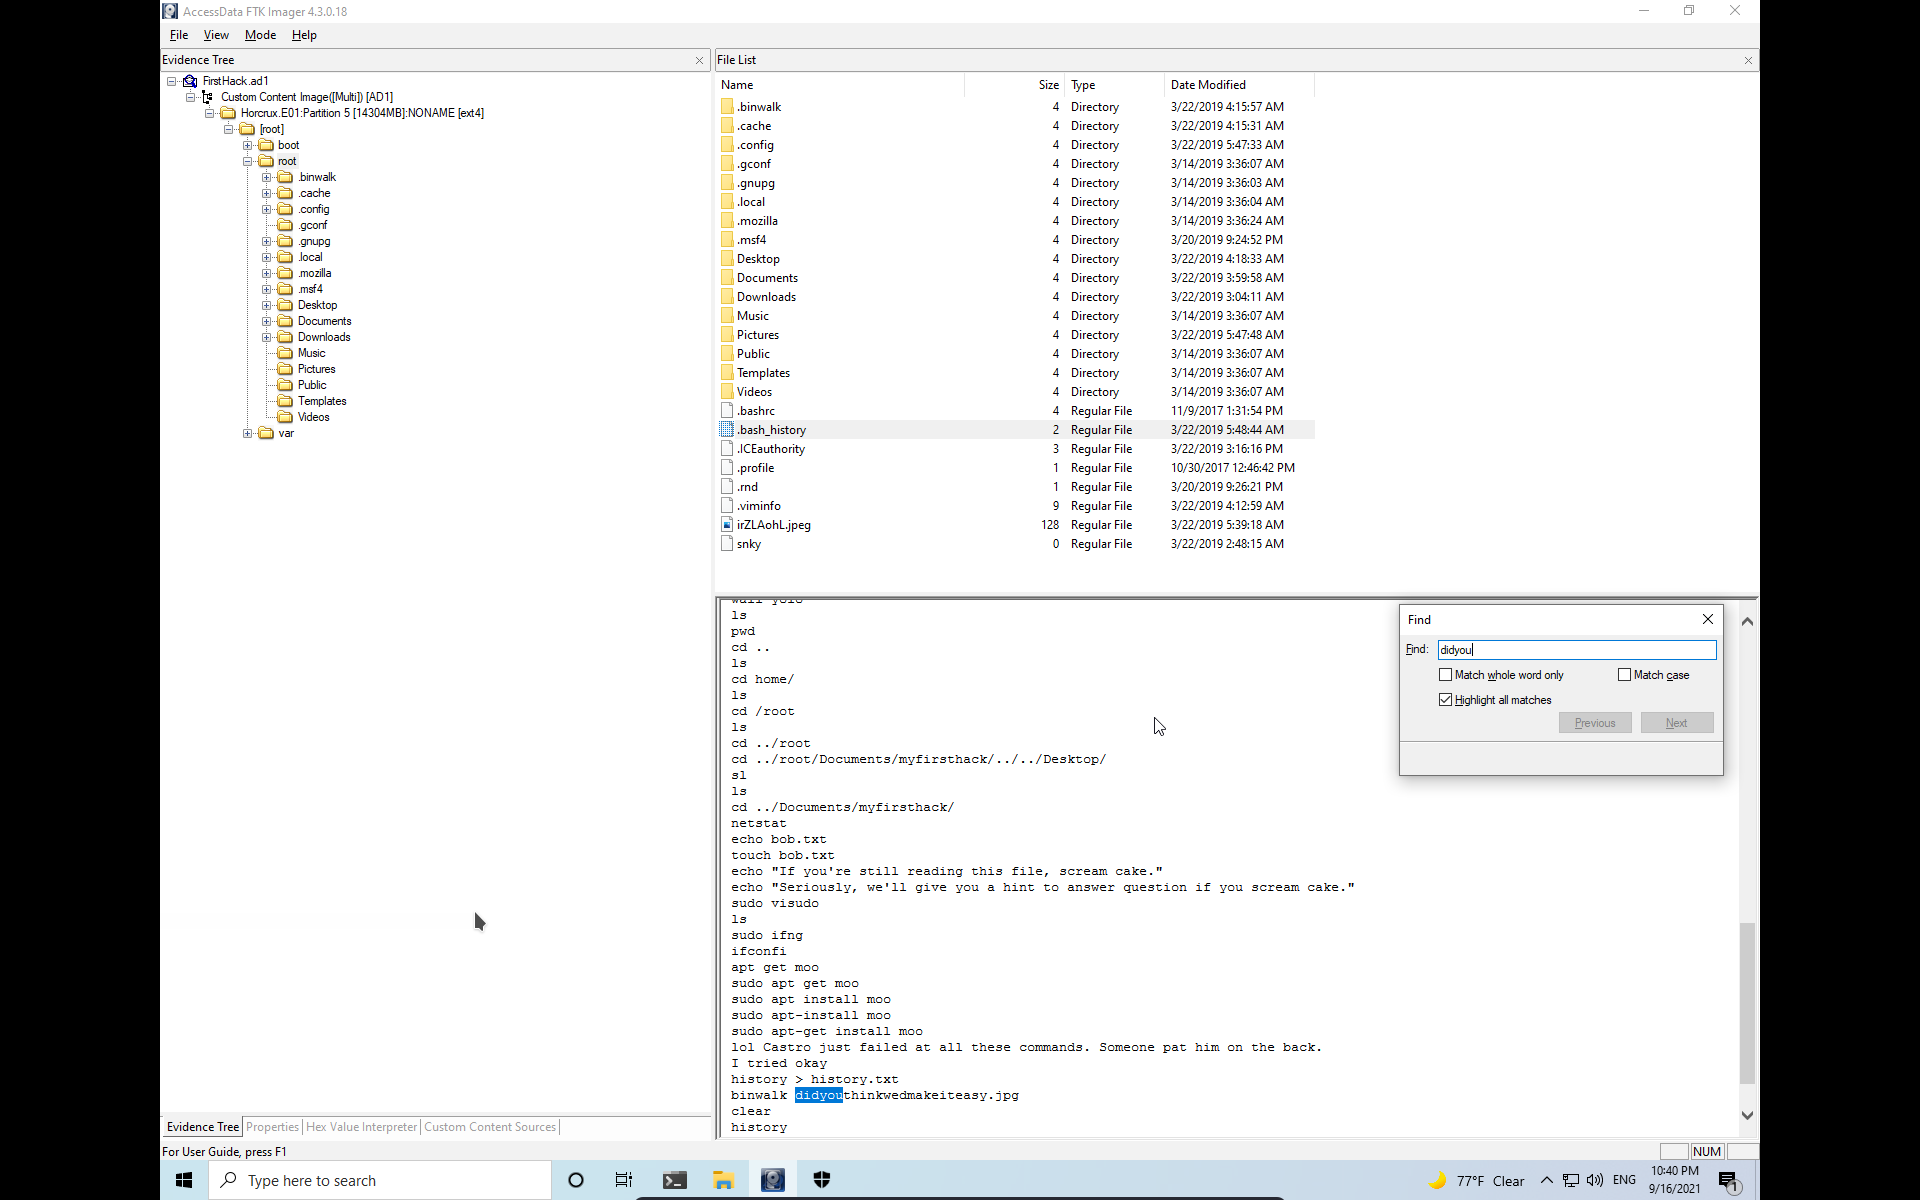 AccessData FTK Imager 4.3.0.18
File View Mode Help
Evidence Tree
FirstHack.ad1
Custom Content Image([Multi]) [AD1]
Horcrux.E01:Partition 5 [14304MB]:NONAME [ext4]
[root]
boot
root
.binwalk
.cache
.config
.gconf
.gnupg
.local
.mozilla
.msf4
Desktop
Documents
Downloads
Music
Pictures
Public
Templates
Videos
var
Evidence Tree Properties Hex Value Interpreter Custom Content Sources
For User Guide, press F1
File List
Name Size Type Date Modified
.binwalk 4 Directory 3/22/2019 4:15:57 AM
.cache 4 Directory 3/22/2019 4:15:31 AM
.config 4 Directory 3/22/2019 5:47:33 AM
.gconf 4 Directory 3/14/2019 3:36:07 AM
.gnupg 4 Directory 3/14/2019 3:36:03 AM
.local 4 Directory 3/14/2019 3:36:04 AM
.mozilla 4 Directory 3/14/2019 3:36:24 AM
.msf4 4 Directory 3/20/2019 9:24:52 PM
Desktop 4 Directory 3/22/2019 4:18:33 AM
Documents 4 Directory 3/22/2019 3:59:58 AM
Downloads 4 Directory 3/22/2019 3:04:11 AM
Music 4 Directory 3/14/2019 3:36:07 AM
Pictures 4 Directory 3/22/2019 5:47:48 AM
Public 4 Directory 3/14/2019 3:36:07 AM
Templates 4 Directory 3/14/2019 3:36:07 AM
Videos 4 Directory 3/14/2019 3:36:07 AM
.bashrc 4 Regular File 11/9/2017 1:31:54 PM
.bash_history 2 Regular File 3/22/2019 5:48:44 AM
.ICEauthority 3 Regular File 3/22/2019 3:16:16 PM
.profile 1 Regular File 10/30/2017 12:46:42 PM
.rnd 1 Regular File 3/20/2019 9:26:21 PM
.viminfo 9 Regular File 3/22/2019 4:12:59 AM
irZLAohL.jpeg 128 Regular File 3/22/2019 5:39:18 AM
snky 0 Regular File 3/22/2019 2:48:15 AM
ls
pwd
cd ..
ls
cd home/
ls
cd /root
ls
cd ../root
cd ../root/Documents/myfirsthack/../../Desktop/
sl
ls
cd ../Documents/myfirsthack/
netstat
echo bob.txt
touch bob.txt
echo "If you're still reading this file, scream cake."
echo "Seriously, we'll give you a hint to answer question if you scream cake."
sudo visudo
ls
sudo ifng
ifconfi
apt get moo
sudo apt get moo
sudo apt install moo
sudo apt-install moo
sudo apt-get install moo
lol Castro just failed at all these commands. Someone pat him on the back.
I tried okay
history > history.txt
binwalk didyouthinkwedmakeiteasy.jpg
clear
history
Find
Find: didyou
Match whole word only Match case
Highlight all matches
Previous Next
NUM
Type here to search
77°F Clear ENG 10:40 PM
9/16/2021
1